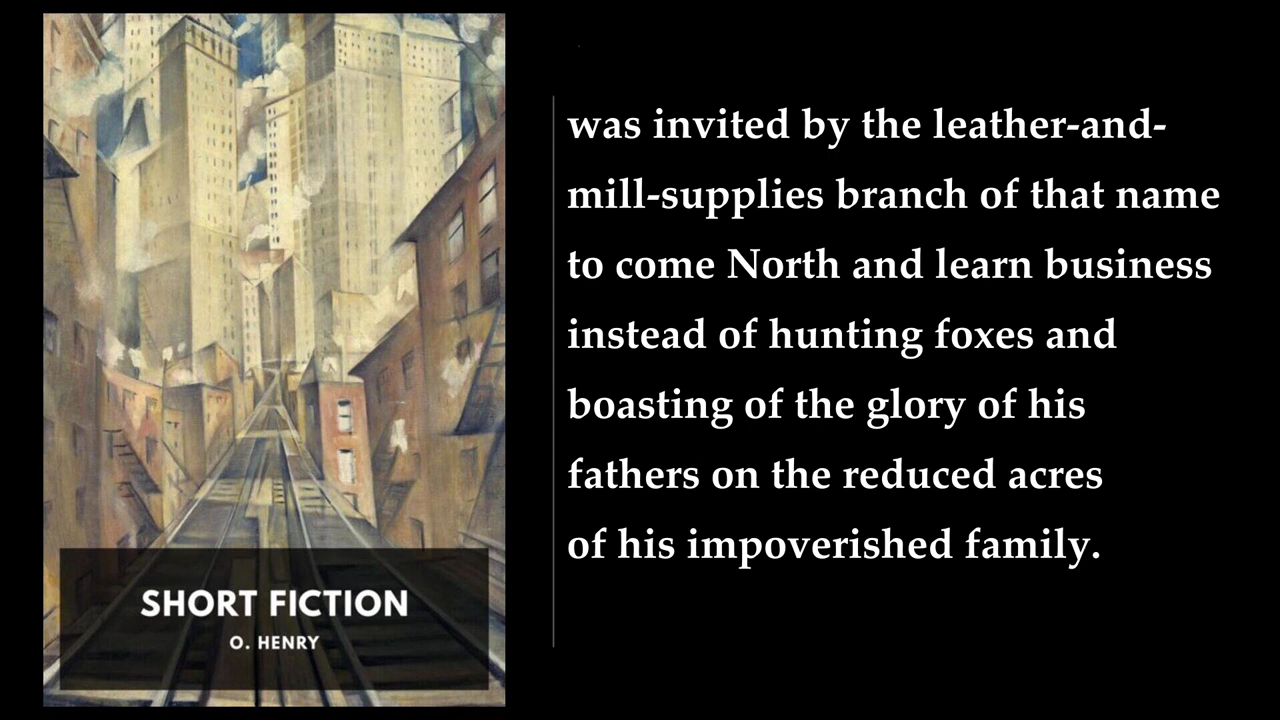 SHORT FICTION
O. HENRY
was invited by the leather-and-
mill-supplies branch of that name
to come North and learn business
instead of hunting foxes and
boasting of the glory of his
fathers on the reduced acres
of his impoverished family.